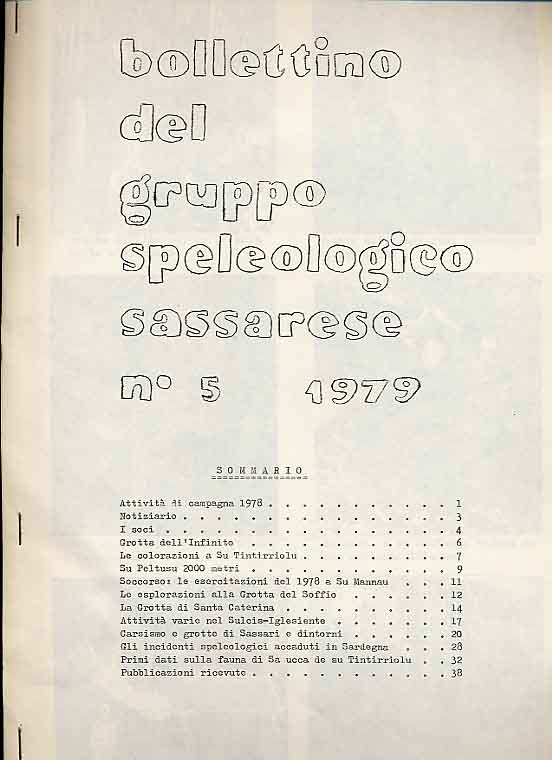 bollettino
del
gruppo
speleologico
sassarese
n° 5 1979
SOMMARIO
Attività di campagna 1978 . . . . . . . . . . 1
Notiziario . . . . . . . . . . . . . . . 3
I soci . . . . . . . . . . . . . . . . 4
Grotta dell'Infinito . . . . . . . . . . . . 6
Le colorazioni a Su Tintirriolu . . . . . . . . . 7
Su Peltusu 2000 metri . . . . . . . . . . . 9
Soccorso: le esercitazioni del 1978 a Su Mannau . . . 11
Le esplorazioni alla Grotta del Soffio . . . . 12
La Grotta di Santa Caterina . . . . . . . . . 14
Attività varie nel Sulcis-Iglesiente . . . . . . 17
Carsismo e grotte di Sassari e dintorni . . . . . 20
Gli incidenti speleologici accaduti in Sardegna . . . 28
Primi dati sulla fauna di Sa ucca de su Tintirriolu . . 32
Pubblicazioni ricevute . . . . . . . . . . . 38